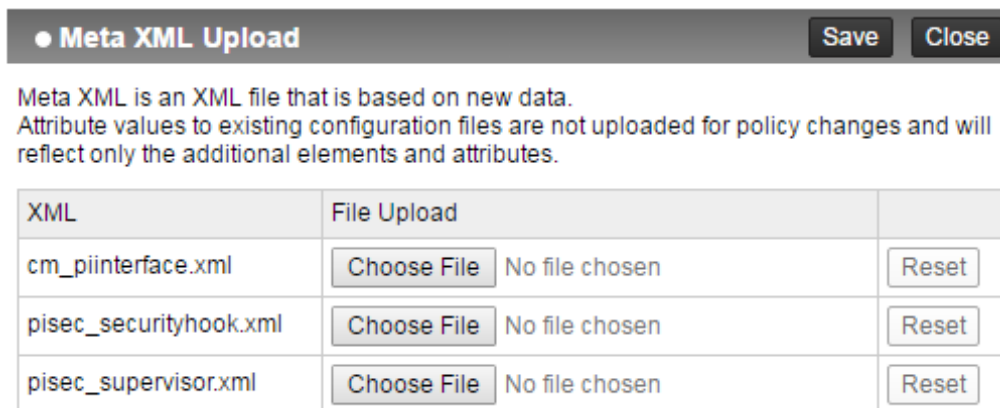 Meta XML Upload Save Close
Meta XML is an XML file that is based on new data.
Attribute values to existing configuration files are not uploaded for policy changes and will
reflect only the additional elements and attributes.
XML File Upload
cm_piinterface.xml Choose File No file chosen Reset
pisec_securityhook.xml Choose File No file chosen Reset
pisec_supervisor.xml Choose File No file chosen Reset